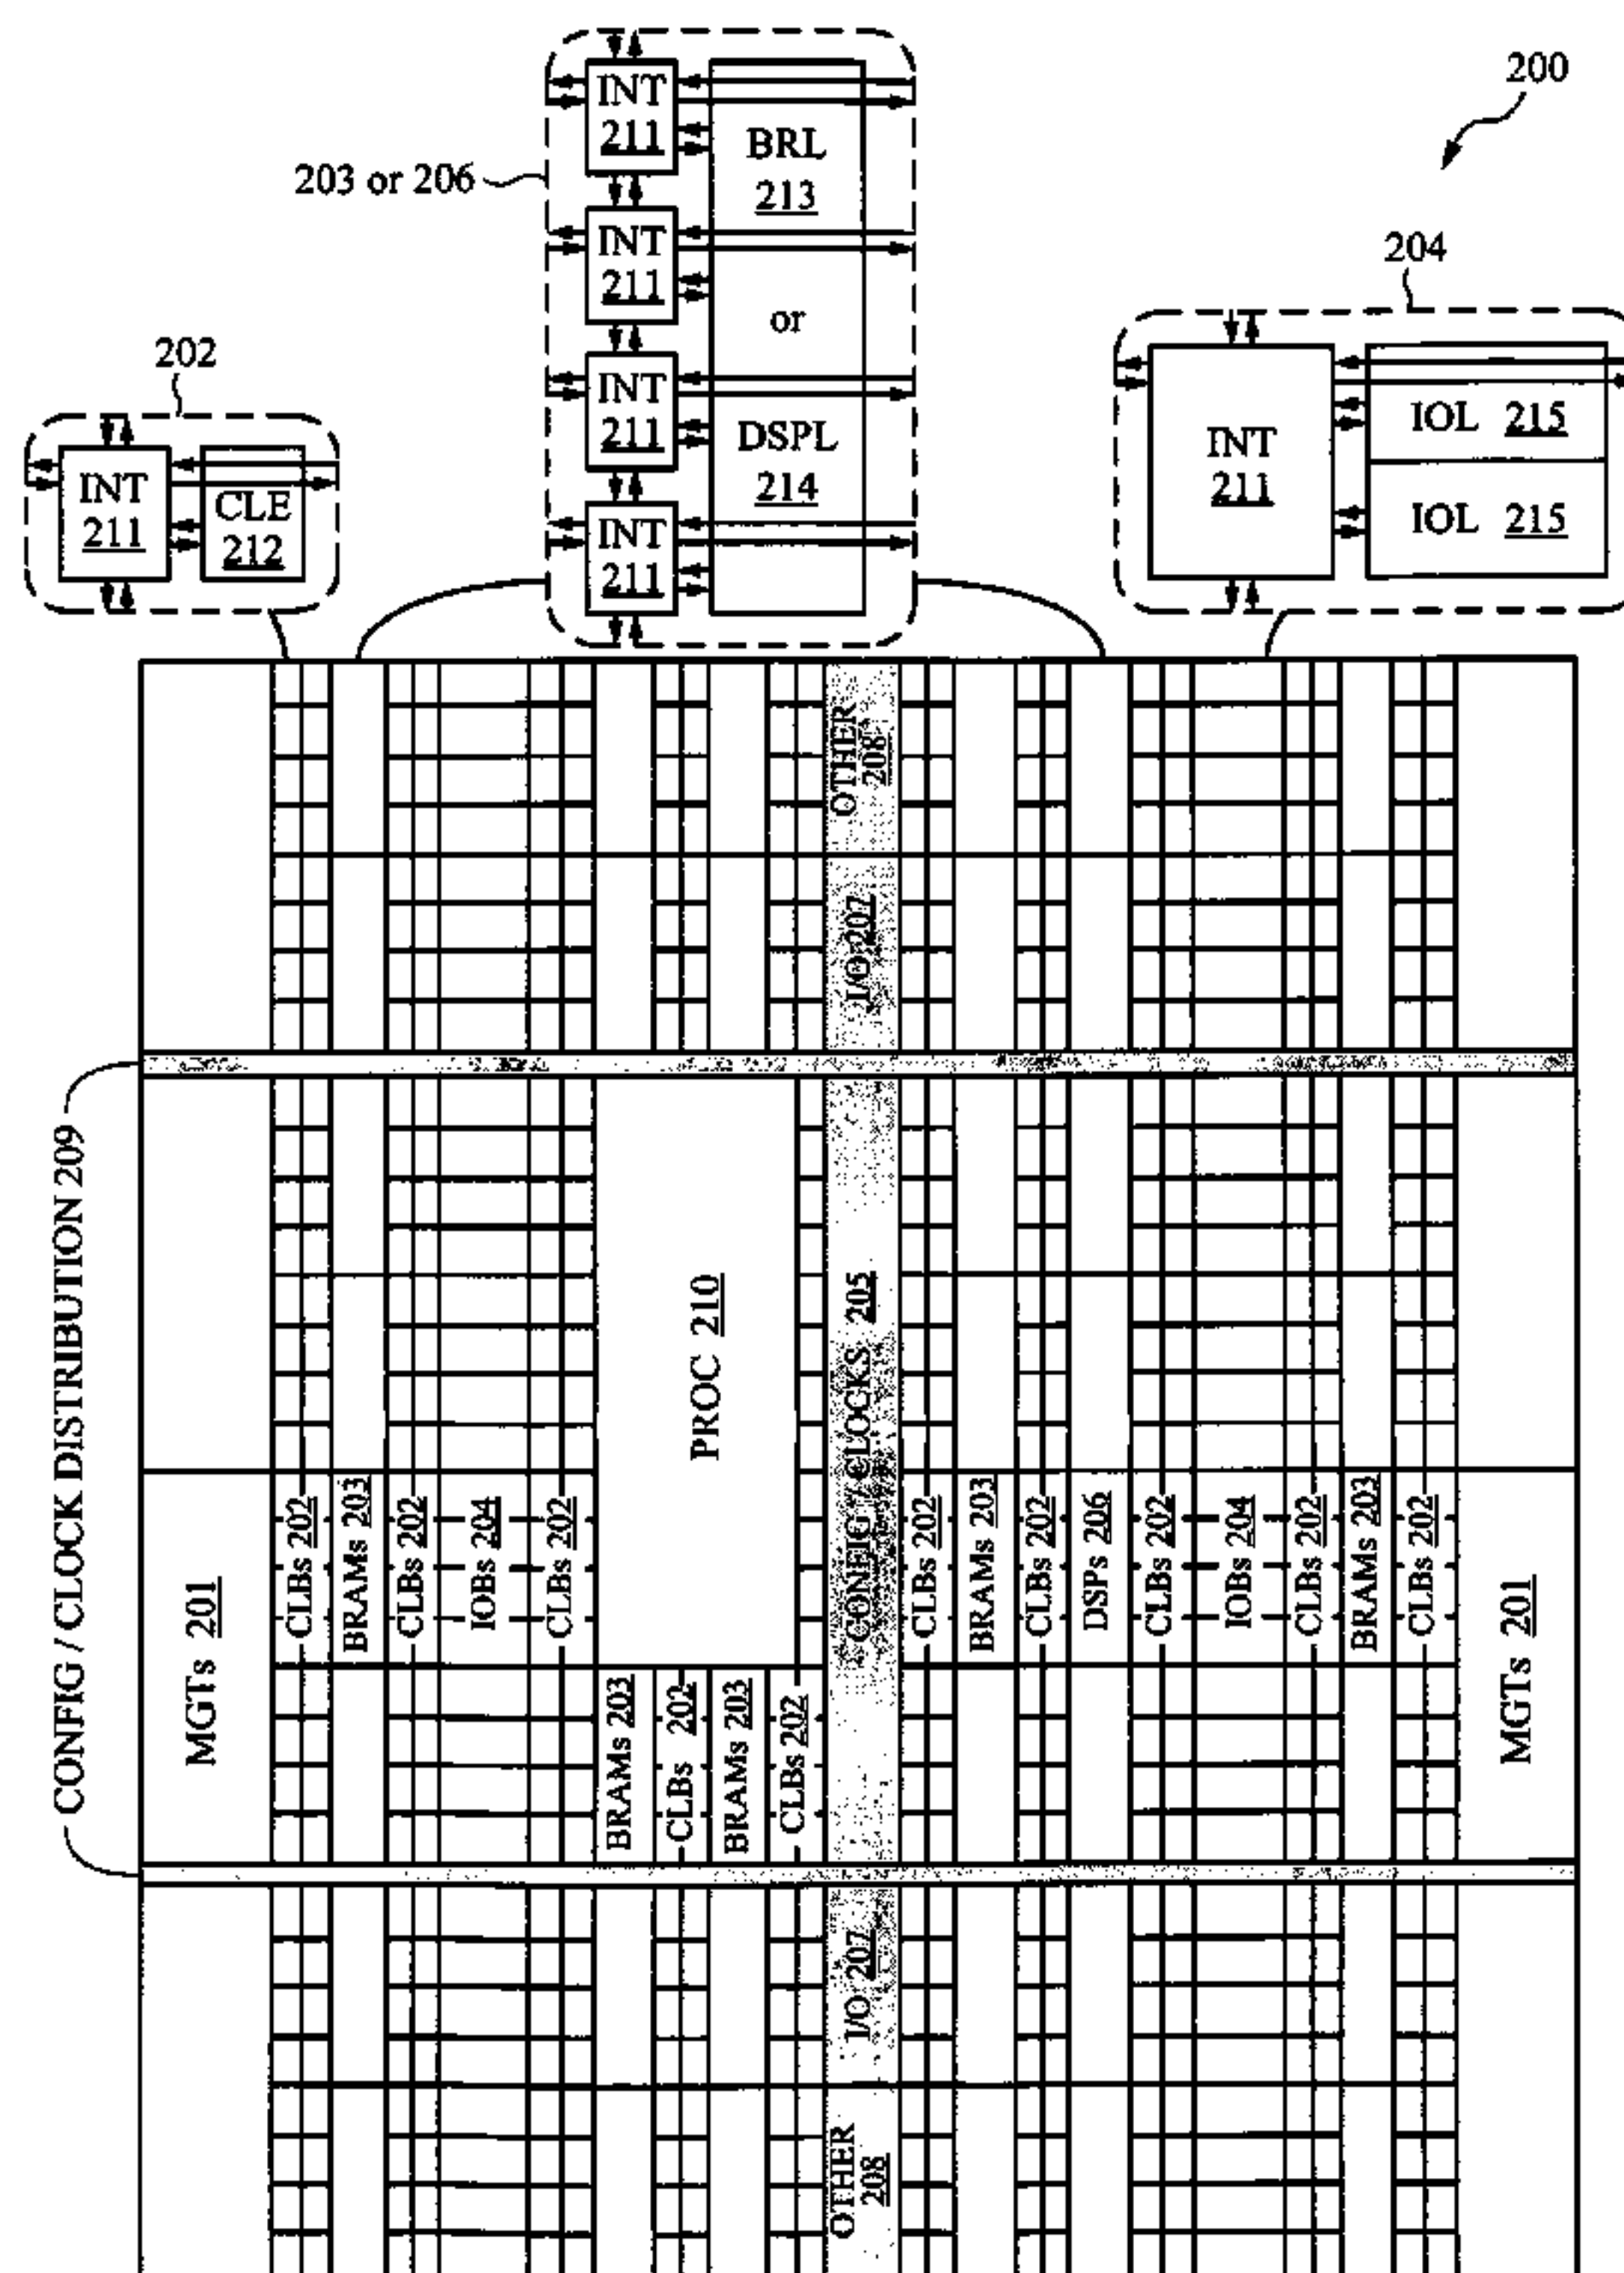 200
203 or 206
INT
211
BRL
213
INT
211
or
INT
211
DSPL
214
INT
211
204
INT
211
IOL 215
IOL 215
202
INT
211
CLE
212
OTHER
208
I/O 207
CONFIG / CLOCK DISTRIBUTION 209
PROC 210
CONFIG / CLOCKS 205
MGTs 201
CLBs 202
BRAMs 203
CLBs 202
IOBs 204
CLBs 202
BRAMs 203
CLBs 202
BRAMs 203
CLBs 202
CLBs 202
BRAMs 203
CLBs 202
DSPs 206
CLBs 202
IOBs 204
CLBs 202
BRAMs 203
CLBs 202
MGTs 201
I/O 207
OTHER
208